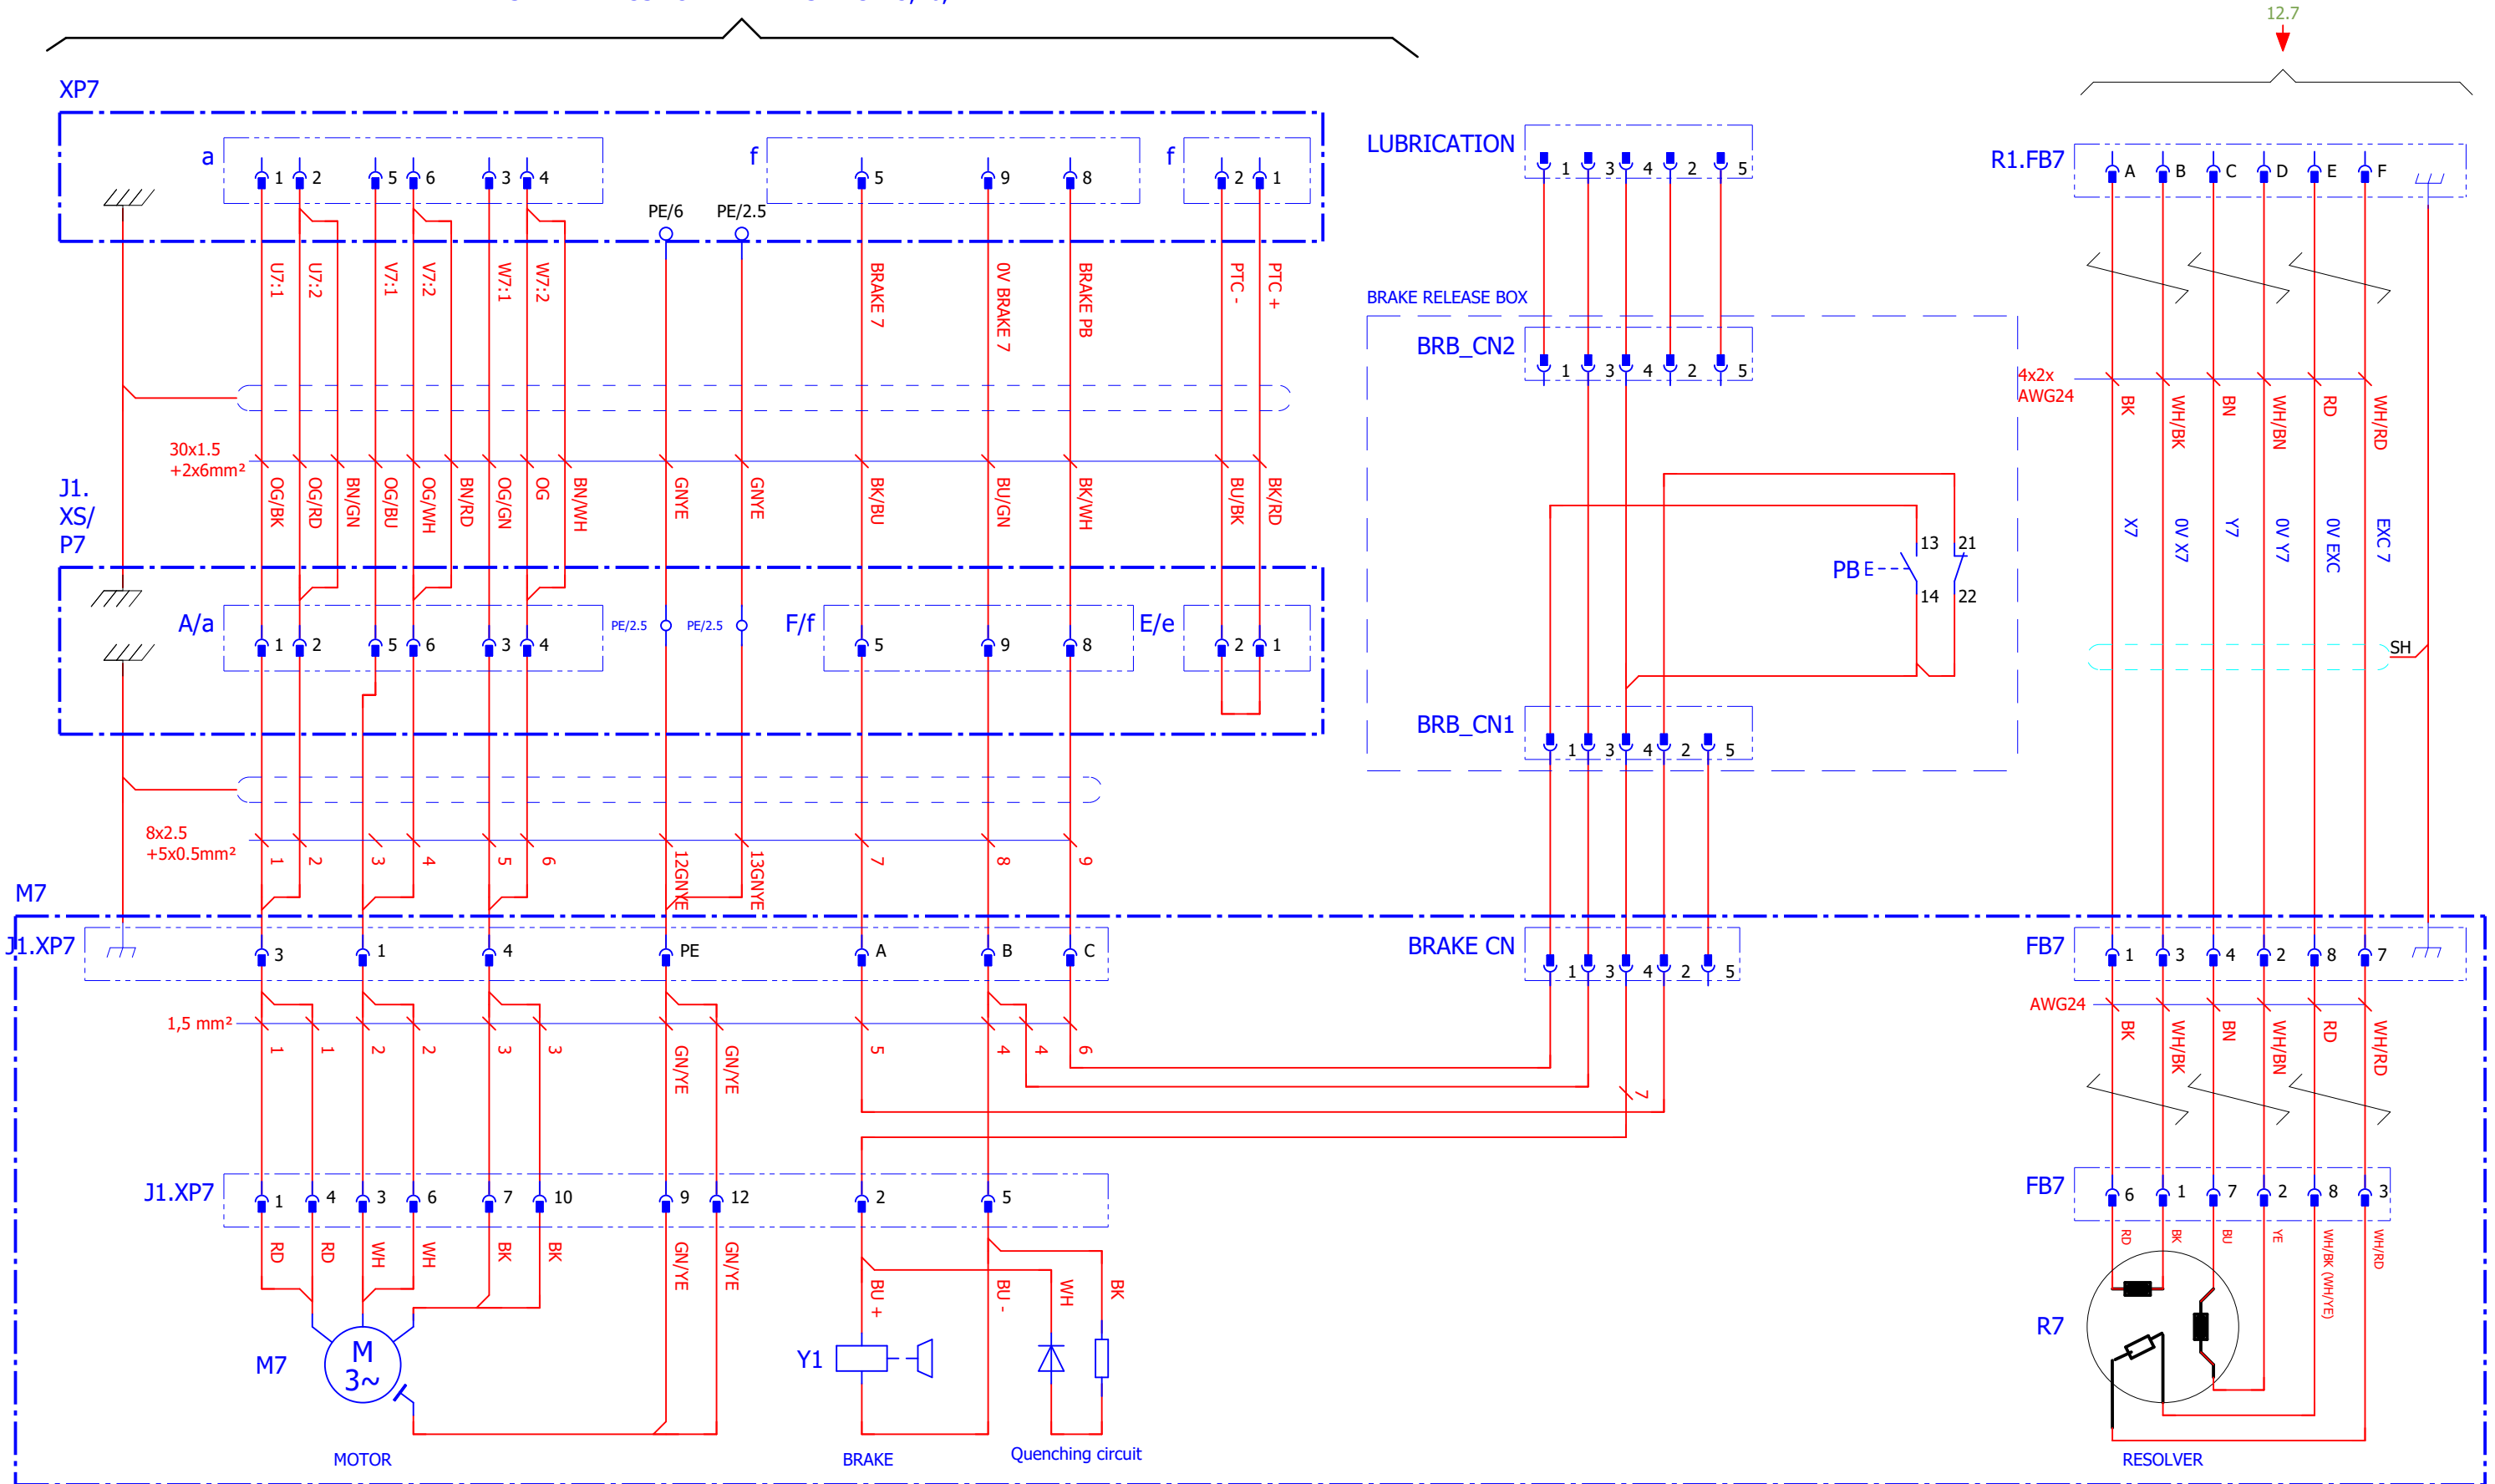 12.7
XP7
a
1 2 5 6 3 4
f
5 9 8
f
2 1
LUBRICATION
1 3 4 2 5
R1.FB7
A B C D E F
PE/6
PE/2.5
U7:1
U7:2
V7:1
V7:2
W7:1
W7:2
BRAKE 7
0V BRAKE 7
BRAKE PB
PTC -
PTC +
BRAKE RELEASE BOX
BRB_CN2
1 3 4 2 5
4x2x
AWG24
BK
WH/BK
BN
WH/BN
RD
WH/RD
30x1.5
+2x6mm²
OG/BK
OG/RD
BN/GN
OG/BU
OG/WH
BN/RD
OG/GN
OG
BN/WH
GNYE
GNYE
BK/BU
BU/GN
BK/WH
BU/BK
BK/RD
X7
0V X7
Y7
0V Y7
0V EXC
EXC 7
J1.
XS/
P7
PB
13
21
14
22
A/a
1 2 5 6 3 4
PE/2.5
PE/2.5
F/f
5 9 8
E/e
2 1
SH
BRB_CN1
1 3 4 2 5
8x2.5
+5x0.5mm²
1
2
3
4
5
6
12GNYE
13GNYE
7
8
9
M7
J1.XP7
3 1 4 PE A B C
BRAKE CN
1 3 4 2 5
FB7
1 3 4 2 8 7
1,5 mm²
1
1
2
2
3
3
GN/YE
GN/YE
5
4
4
6
7
AWG24
BK
WH/BK
BN
WH/BN
RD
WH/RD
J1.XP7
1 4 3 6 7 10 9 12 2 5
FB7
6 1 7 2 8 3
RD
RD
WH
WH
BK
BK
GN/YE
GN/YE
BU +
BU -
WH
BK
RD
BK
BU
YE
WH/BK (WH/YE)
WH/RD
M7
M
3~
Y1
R7
MOTOR
BRAKE
Quenching circuit
RESOLVER